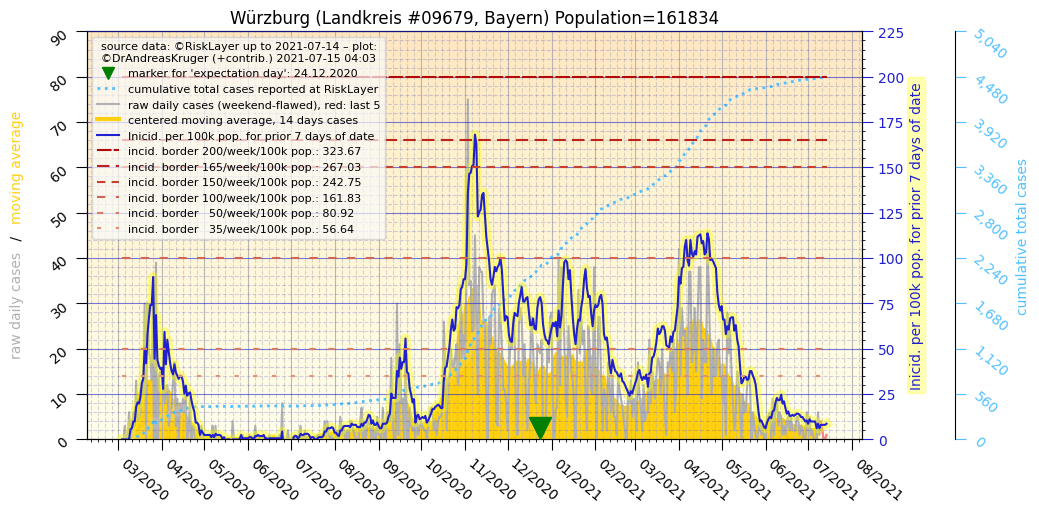 Würzburg (Landkreis #09679, Bayern) Population=161834
source data: ©RiskLayer up to 2021-07-14 – plot:
©DrAndreasKruger (+contrib.) 2021-07-15 04:03
marker for 'expectation day': 24.12.2020
cumulative total cases reported at RiskLayer
raw daily cases (weekend-flawed), red: last 5
centered moving average, 14 days cases
Inicid. per 100k pop. for prior 7 days of date
incid. border 200/week/100k pop.: 323.67
incid. border 165/week/100k pop.: 267.03
incid. border 150/week/100k pop.: 242.75
incid. border 100/week/100k pop.: 161.83
incid. border 50/week/100k pop.: 80.92
incid. border 35/week/100k pop.: 56.64
raw daily cases / moving average
90
80
70
60
50
40
30
20
10
0
225
200
175
150
125
100
75
50
25
0
Inicid. per 100k pop. for prior 7 days of date
5,040
4,480
3,920
3,360
2,800
2,240
1,680
1,120
560
0
cumulative total cases
03/2020
04/2020
05/2020
06/2020
07/2020
08/2020
09/2020
10/2020
11/2020
12/2020
01/2021
02/2021
03/2021
04/2021
05/2021
06/2021
07/2021
08/2021